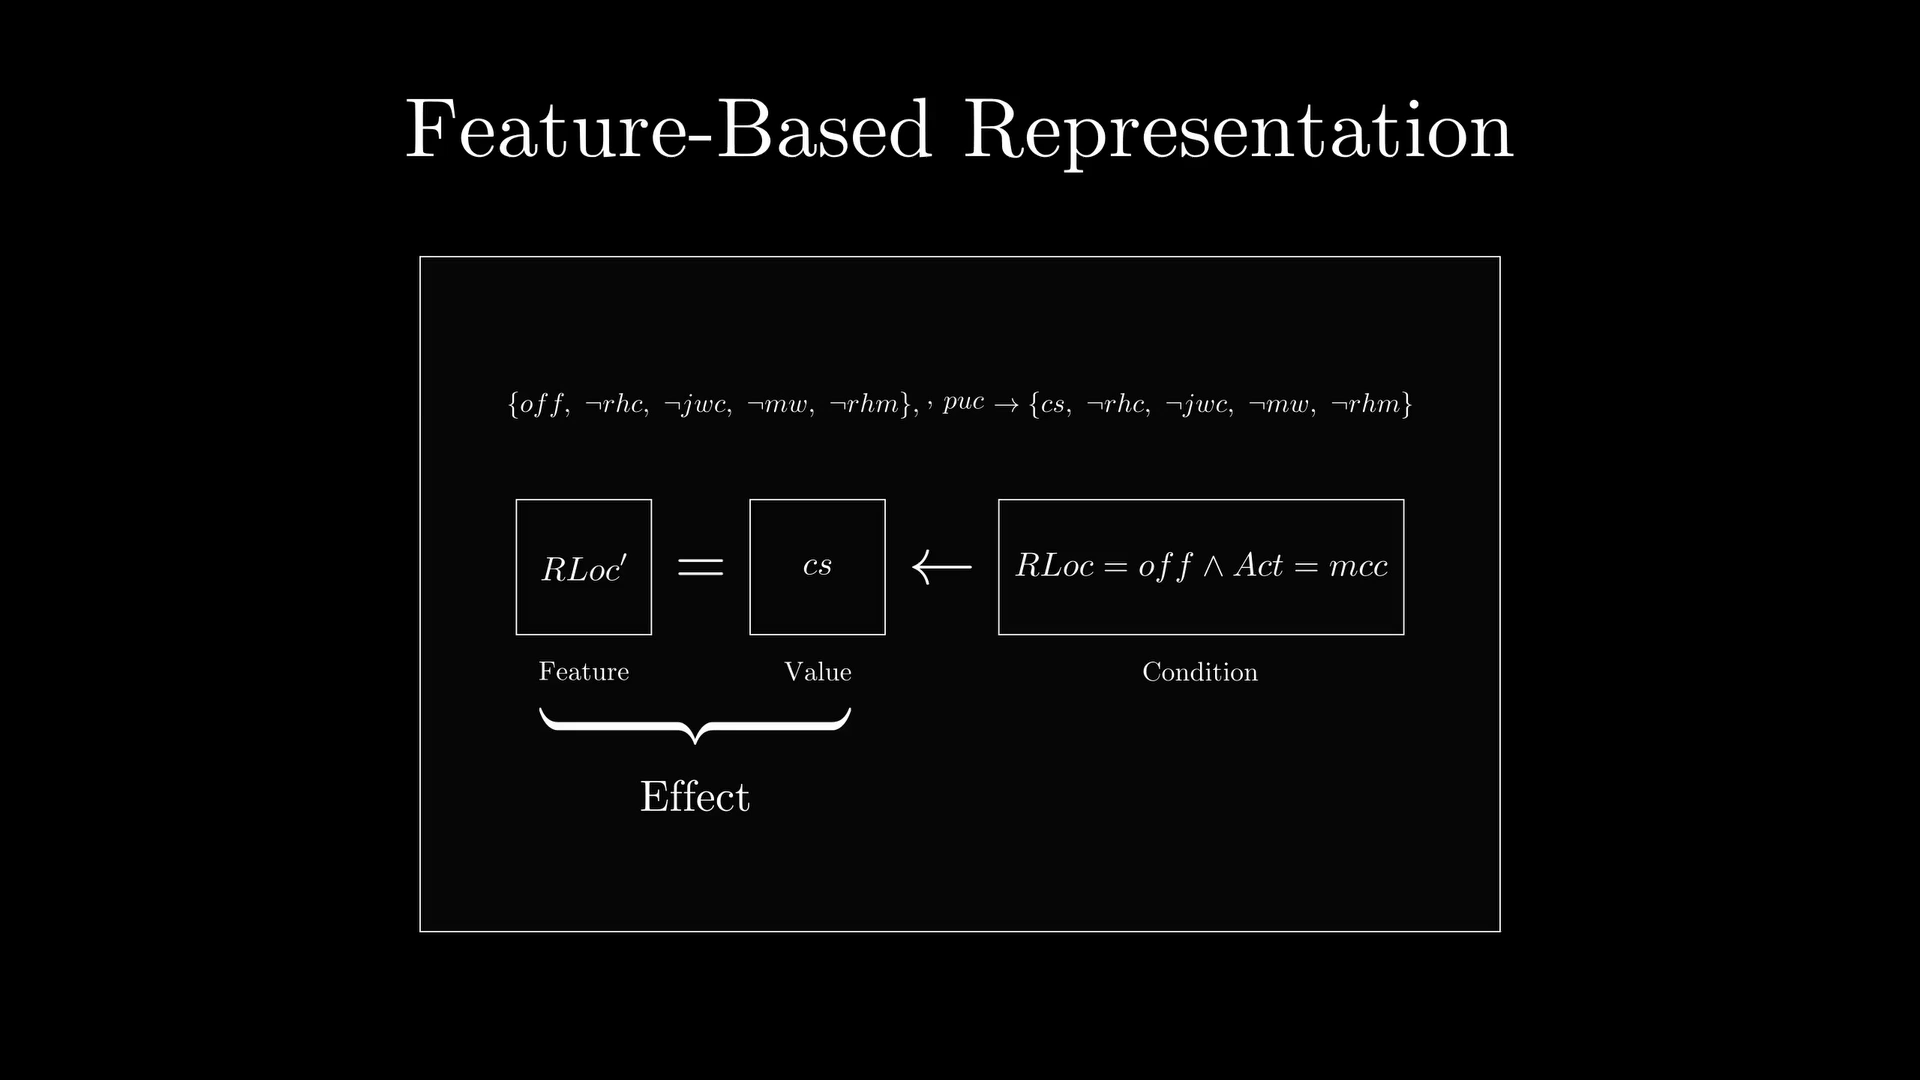 Feature-Based Representation
{off, ¬rhc, ¬jwc, ¬mw, ¬rhm}, , puc → {cs, ¬rhc, ¬jwc, ¬mw, ¬rhm}
RLoc′ = cs ← RLoc = off ∧ Act = mcc
Feature Value Condition
Effect